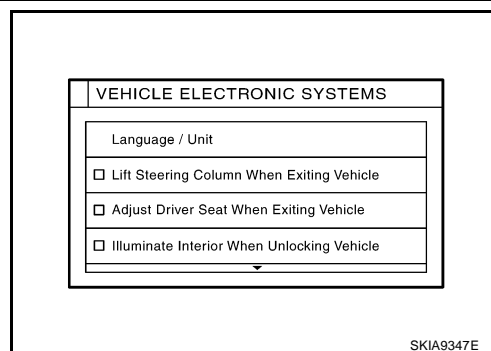 VEHICLE ELECTRONIC SYSTEMS
Language / Unit
Lift Steering Column When Exiting Vehicle
Adjust Driver Seat When Exiting Vehicle
Illuminate Interior When Unlocking Vehicle
SKIA9347E